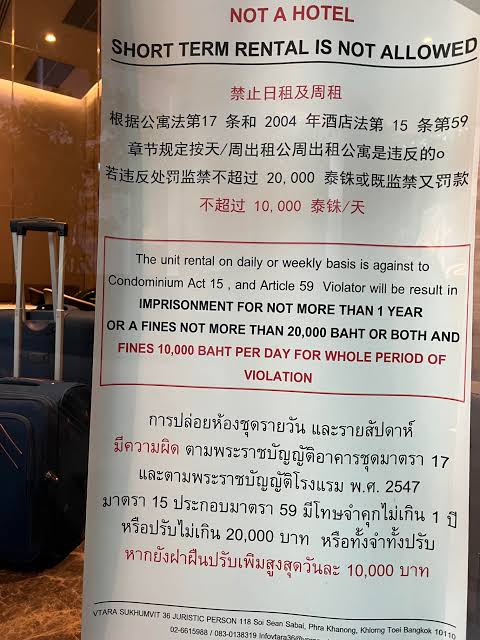 NOT A HOTEL
SHORT TERM RENTAL IS NOT ALLOWED
禁止日租及周租
根据公寓法第17 条和 2004 年酒店法第 15 条第59
章节规定按天/周出租公周出租公寓是违反的o
若违反处罚监禁不超过 20,000 泰铢或既监禁又罚款
不超过 10,000 泰铢/天
The unit rental on daily or weekly basis is against to
Condominium Act 15 , and Article 59 Violator will be result in
IMPRISONMENT FOR NOT MORE THAN 1 YEAR
OR A FINES NOT MORE THAN 20,000 BAHT OR BOTH AND
FINES 10,000 BAHT PER DAY FOR WHOLE PERIOD OF
VIOLATION
การปล่อยห้องชุดรายวัน และรายสัปดาห์
มีความผิด ตามพระราชบัญญัติอาคารชุดมาตรา 17
และตามพระราชบัญญัติโรงแรม พ.ศ. 2547
มาตรา 15 ประกอบมาตรา 59 มีโทษจำคุกไม่เกิน 1 ปี
หรือปรับไม่เกิน 20,000 บาท หรือทั้งจำทั้งปรับ
หากยังฝ่าฝืนปรับเพิ่มสูงสุดวันละ 10,000 บาท
VTARA SUKHUMVIT 36 JURISTIC PERSON 118 Soi Sean Sabai, Phra Khanong, Khlorng Toei Bangkok 10110
02-6615988 / 083-0138319